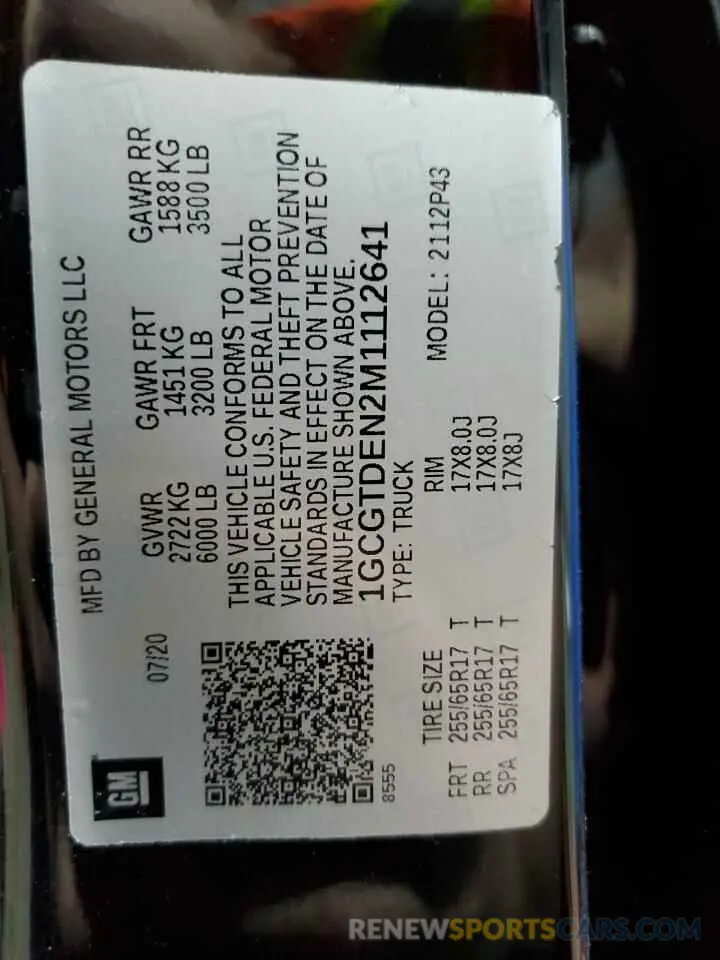 MFD BY GENERAL MOTORS LLC
07/20
GVWR GAWR FRT GAWR RR
2722 KG 1451 KG 1588 KG
6000 LB 3200 LB 3500 LB
THIS VEHICLE CONFORMS TO ALL
APPLICABLE U.S. FEDERAL MOTOR
VEHICLE SAFETY AND THEFT PREVENTION
STANDARDS IN EFFECT ON THE DATE OF
MANUFACTURE SHOWN ABOVE.
1GCGTDEN2M1112641
TYPE: TRUCK
MODEL: 2112P43
GM
8555
TIRE SIZE RIM
FRT 255/65R17 T 17X8.0J
RR 255/65R17 T 17X8.0J
SPA 255/65R17 T 17X8J
RENEWSPORTSCARS.COM